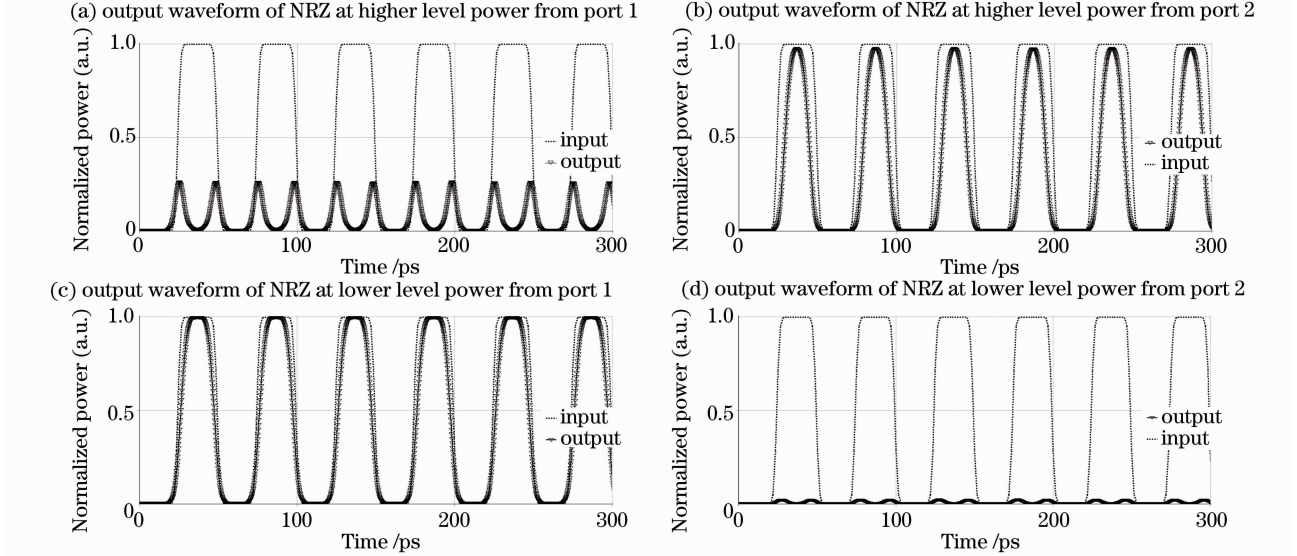 (a) output waveform of NRZ at higher level power from port 1
Normalized power (a.u.)
1.0
0.5
0
input
output
0
100
200
300
Time /ps
(b) output waveform of NRZ at higher level power from port 2
Normalized power (a.u.)
1.0
0.5
0
output
input
0
100
200
300
Time /ps
(c) output waveform of NRZ at lower level power from port 1
Normalized power (a.u.)
1.0
0.5
0
input
output
0
100
200
300
Time /ps
(d) output waveform of NRZ at lower level power from port 2
Normalized power (a.u.)
1.0
0.5
0
output
input
0
100
200
300
Time /ps